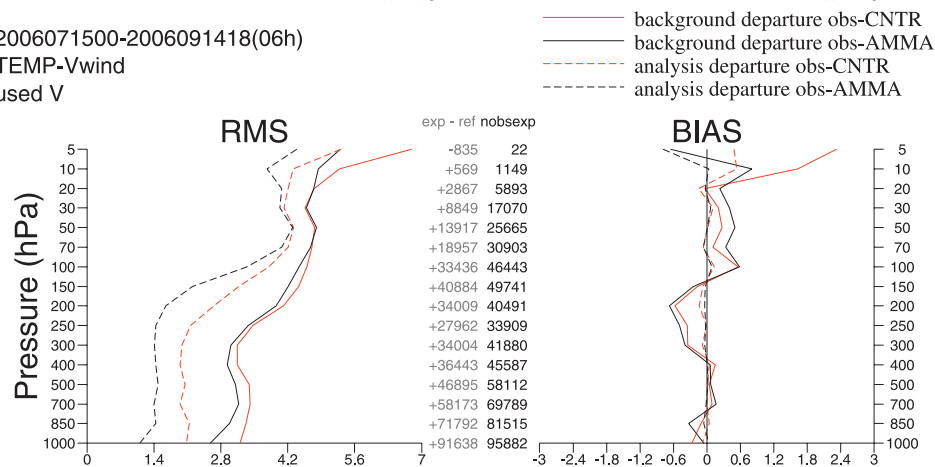 background departure obs-CNTR
2006071500-2006091418(06h)
background departure obs-AMMA
TEMP-Vwind
analysis departure obs-CNTR
used V
analysis departure obs-AMMA
RMS
exp - ref nobsexp
BIAS
5 -835 22 5
10 +569 1149 10
20 +2867 5893 20
30 +8849 17070 30
50 +13917 25665 50
70 +18957 30903 70
100 +33436 46443 100
150 +40884 49741 150
200 +34009 40491 200
250 +27962 33909 250
300 +34004 41880 300
400 +36443 45587 400
500 +46895 58112 500
700 +58173 69789 700
850 +71792 81515 850
1000 +91638 95882 1000
Pressure (hPa)
0 1.4 2.8 4.2 5.6 7
-3 -2.4 -1.8 -1.2 -0.6 0 0.6 1.2 1.8 2.4 3